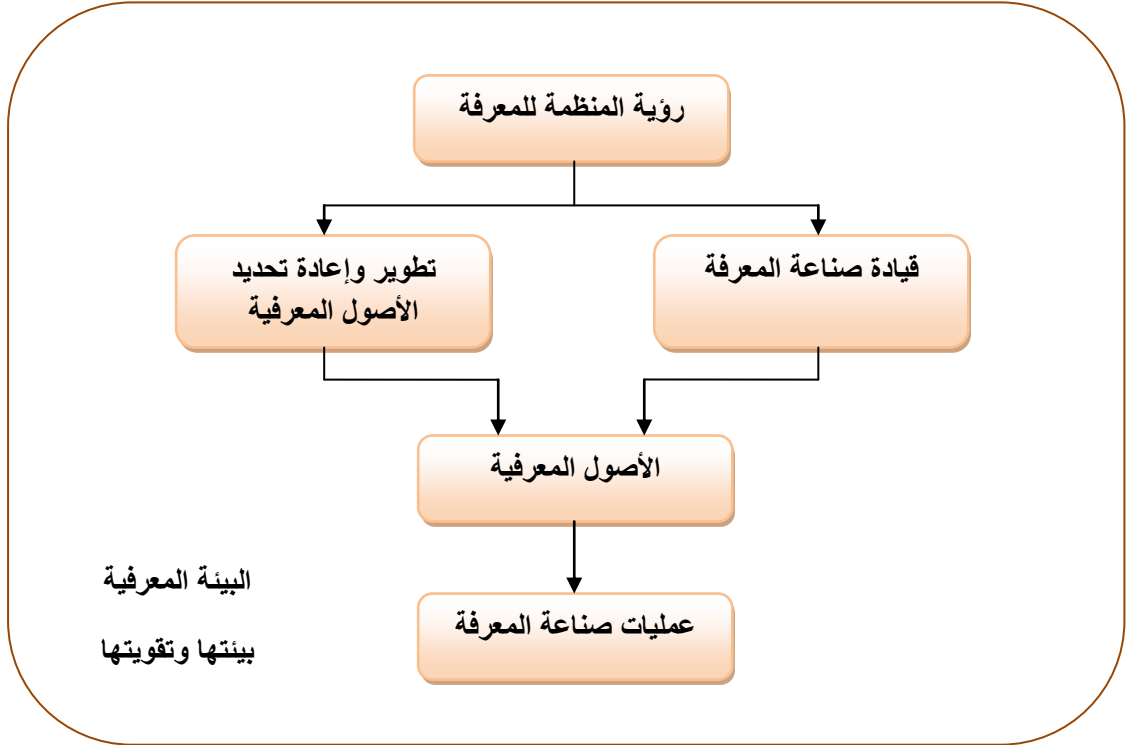 رؤية المنظمة للمعرفة
قيادة صناعة المعرفة
تطوير وإعادة تحديد
الأصول المعرفية
الأصول المعرفية
عمليات صناعة المعرفة
البيئة المعرفية
بيئتها وتقويتها